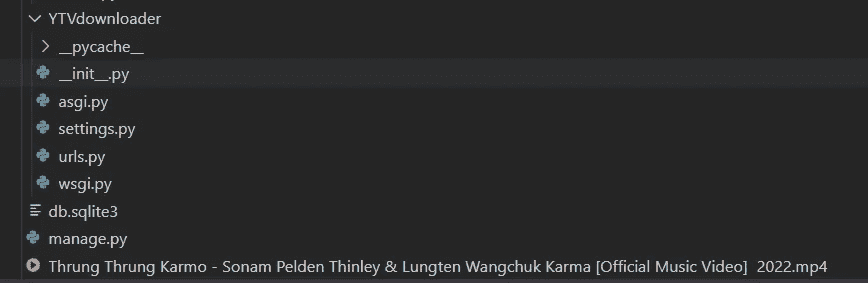 YTVdownloader
__pycache__
__init__.py
asgi.py
settings.py
urls.py
wsgi.py
db.sqlite3
manage.py
Thrung Thrung Karmo - Sonam Pelden Thinley & Lungten Wangchuk Karma [Official Music Video]  2022.mp4